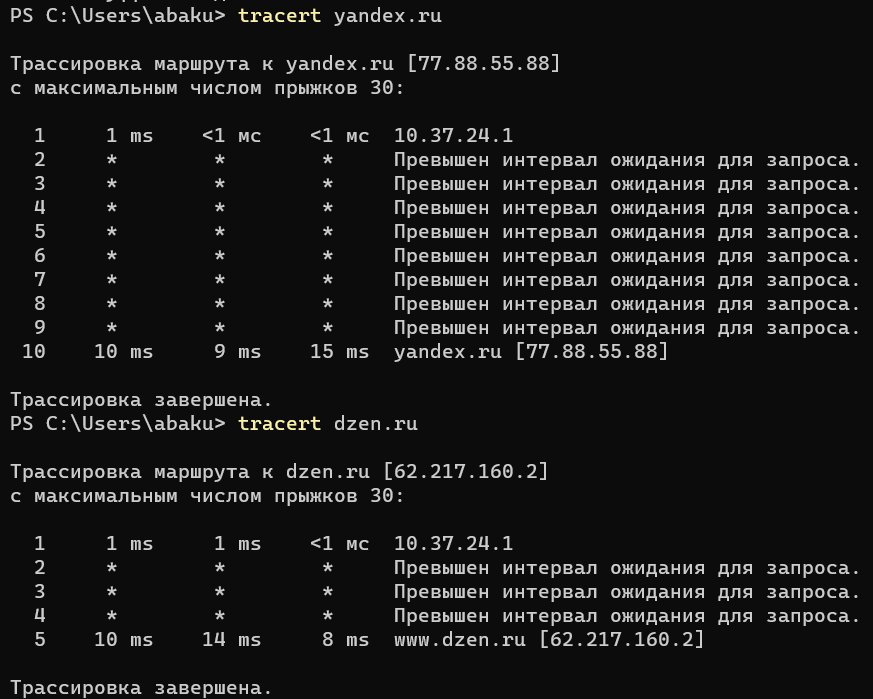 PS C:\Users\abaku> tracert yandex.ru
Трассировка маршрута к yandex.ru [77.88.55.88]
с максимальным числом прыжков 30:
1 1 ms <1 мс <1 мс 10.37.24.1
2 * * * Превышен интервал ожидания для запроса.
3 * * * Превышен интервал ожидания для запроса.
4 * * * Превышен интервал ожидания для запроса.
5 * * * Превышен интервал ожидания для запроса.
6 * * * Превышен интервал ожидания для запроса.
7 * * * Превышен интервал ожидания для запроса.
8 * * * Превышен интервал ожидания для запроса.
9 * * * Превышен интервал ожидания для запроса.
10 10 ms 9 ms 15 ms yandex.ru [77.88.55.88]
Трассировка завершена.
PS C:\Users\abaku> tracert dzen.ru
Трассировка маршрута к dzen.ru [62.217.160.2]
с максимальным числом прыжков 30:
1 1 ms 1 ms <1 мс 10.37.24.1
2 * * * Превышен интервал ожидания для запроса.
3 * * * Превышен интервал ожидания для запроса.
4 * * * Превышен интервал ожидания для запроса.
5 10 ms 14 ms 8 ms www.dzen.ru [62.217.160.2]
Трассировка завершена.